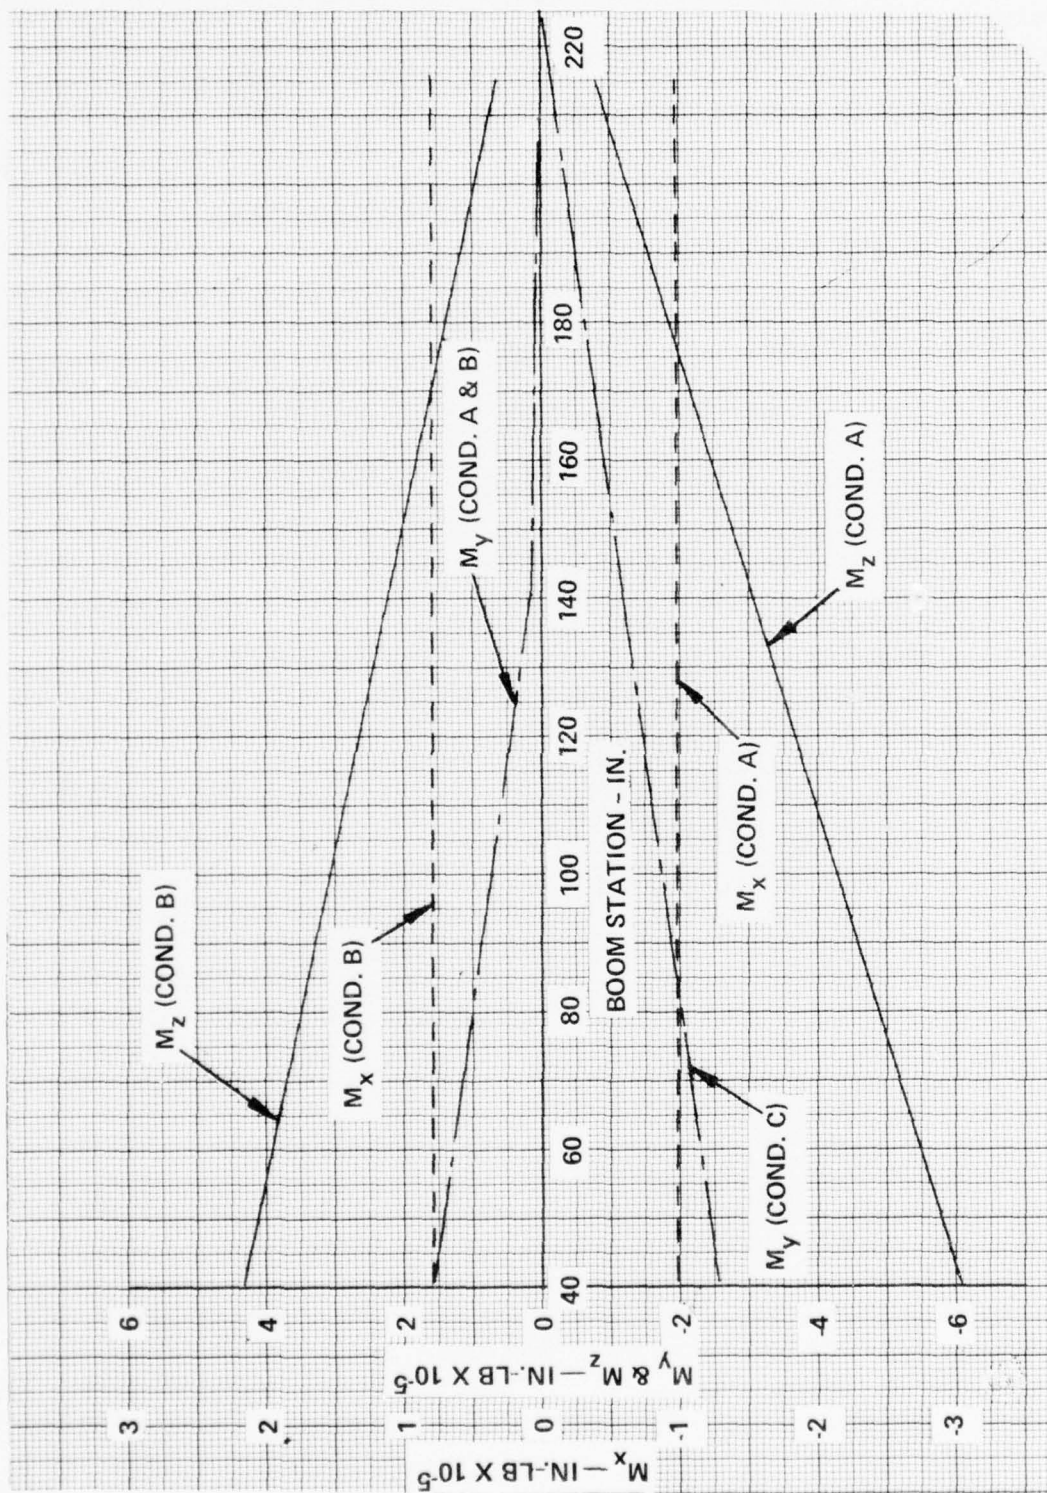 M_z (COND. B)
M_x (COND. B)
M_y (COND. A & B)
3
2
1
0
-1
-2
-3
M_x — IN.-LB X 10^-5
6
4
2
0
-2
-4
-6
M_y & M_z — IN.-LB X 10^-5
40
60
80
100
120
140
160
180
220
BOOM STATION – IN.
M_y (COND. C)
M_x (COND. A)
M_z (COND. A)